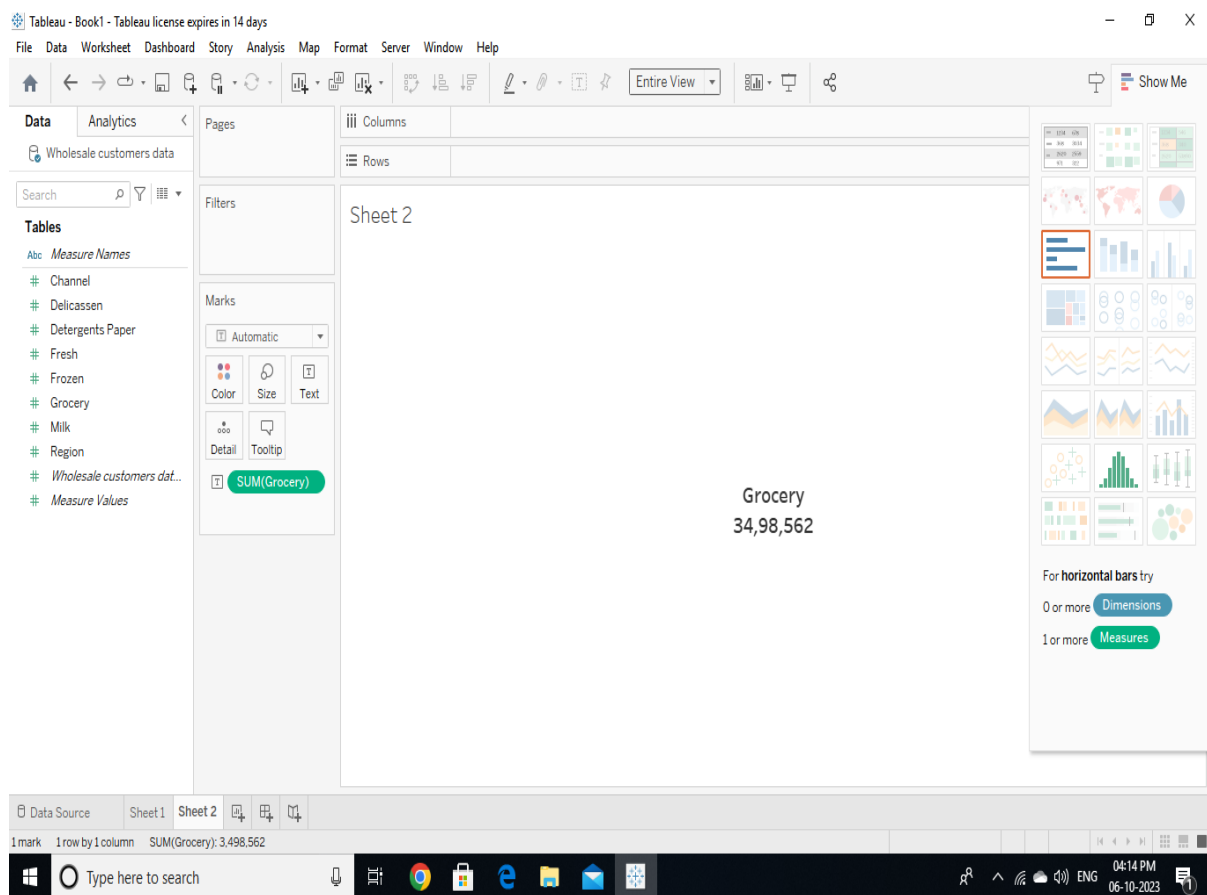 Tableau - Book1 - Tableau license expires in 14 days
File Data Worksheet Dashboard Story Analysis Map Format Server Window Help
Entire View
Show Me
Data Analytics
Wholesale customers data
Search
Tables
Abc Measure Names
# Channel
# Delicassen
# Detergents Paper
# Fresh
# Frozen
# Grocery
# Milk
# Region
# Wholesale customers dat...
# Measure Values
Pages
Filters
Marks
Automatic
Color Size Text
Detail Tooltip
SUM(Grocery)
Columns
Rows
Sheet 2
Grocery
34,98,562
For horizontal bars try
0 or more Dimensions
1 or more Measures
Data Source Sheet 1 Sheet 2
1 mark 1 row by 1 column SUM(Grocery): 3,498,562
Type here to search
ENG
04:14 PM
06-10-2023